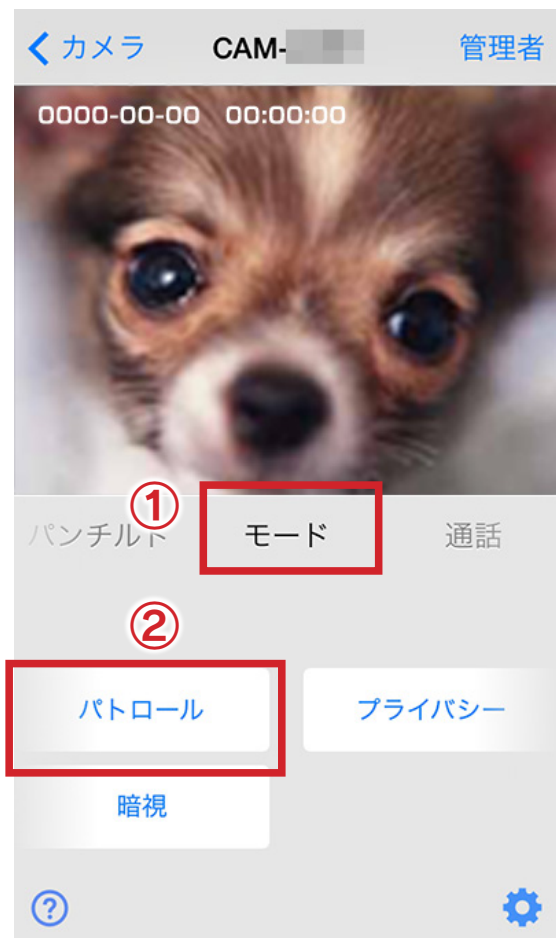 カメラ CAM- 管理者
0000-00-00 00:00:00
①
パンチルト モード 通話
②
パトロール プライバシー
暗視
?